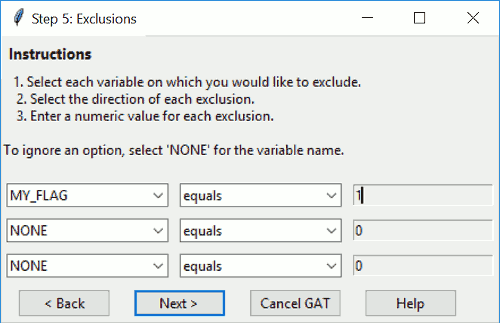 Step 5: Exclusions
Instructions
1. Select each variable on which you would like to exclude.
2. Select the direction of each exclusion.
3. Enter a numeric value for each exclusion.
To ignore an option, select 'NONE' for the variable name.
MY_FLAG equals 1
NONE equals 0
NONE equals 0
< Back Next > Cancel GAT Help